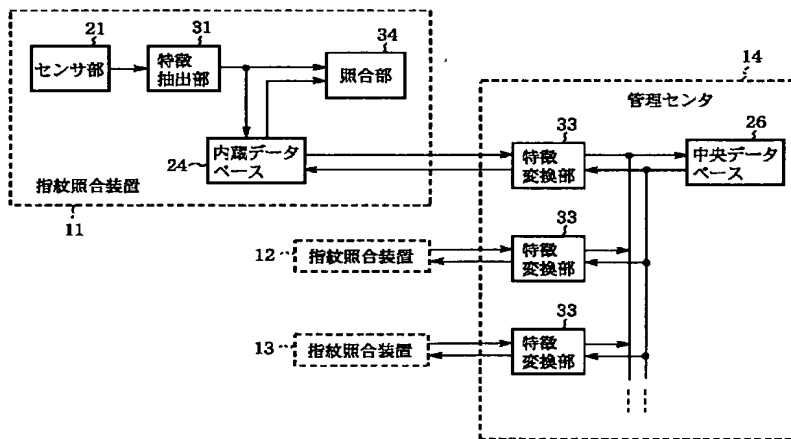 21
センサ部
31
特徴
抽出部
34
照合部
24
内蔵データ
ベース
指紋照合装置
11
14
管理センタ
33
特徴
変換部
26
中央データ
ベース
12
指紋照合装置
33
特徴
変換部
13
指紋照合装置
33
特徴
変換部